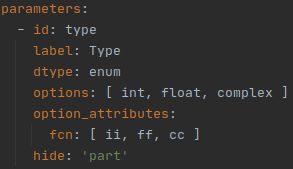 parameters:
  - id: type
    label: Type
    dtype: enum
    options: [ int, float, complex ]
    option_attributes:
      fcn: [ ii, ff, cc ]
    hide: 'part'